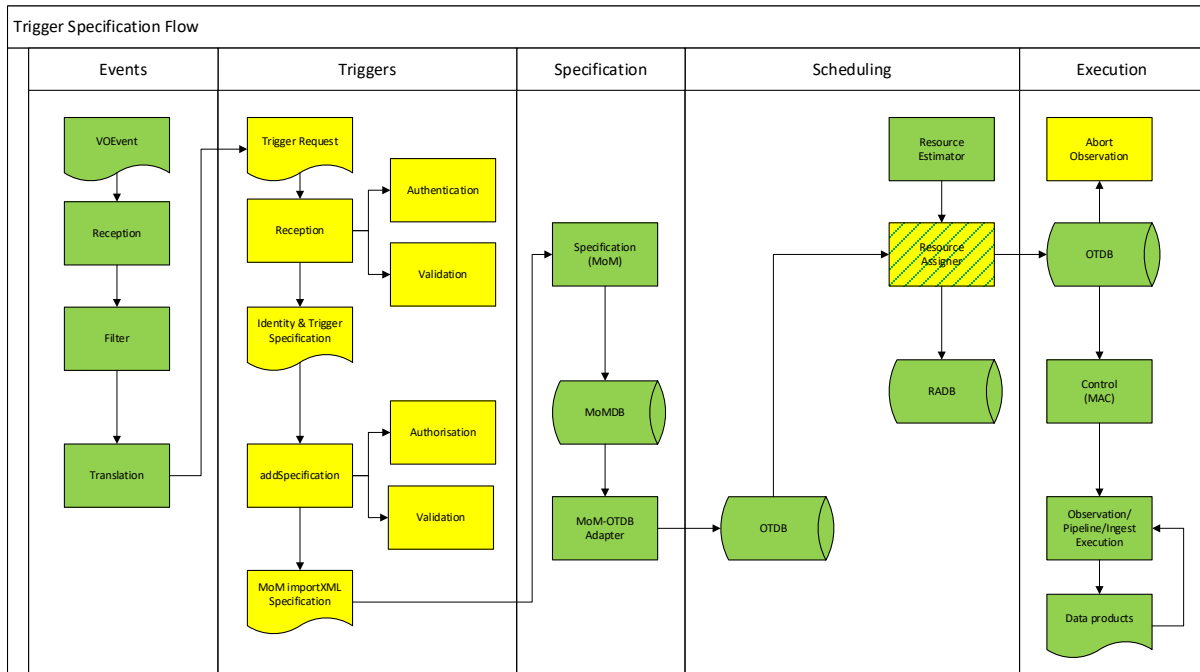 Trigger Specification Flow
Events
Triggers
Specification
Scheduling
Execution
VOEvent
Reception
Filter
Translation
Trigger Request
Authentication
Reception
Validation
Identity & Trigger
Specification
Authorisation
addSpecification
Validation
MoM importXML
Specification
Specification
(MoM)
MoMDB
MoM-OTDB
Adapter
OTDB
Resource
Estimator
Resource
Assigner
RADB
Abort
Observation
OTDB
Control
(MAC)
Observation/
Pipeline/Ingest
Execution
Data products